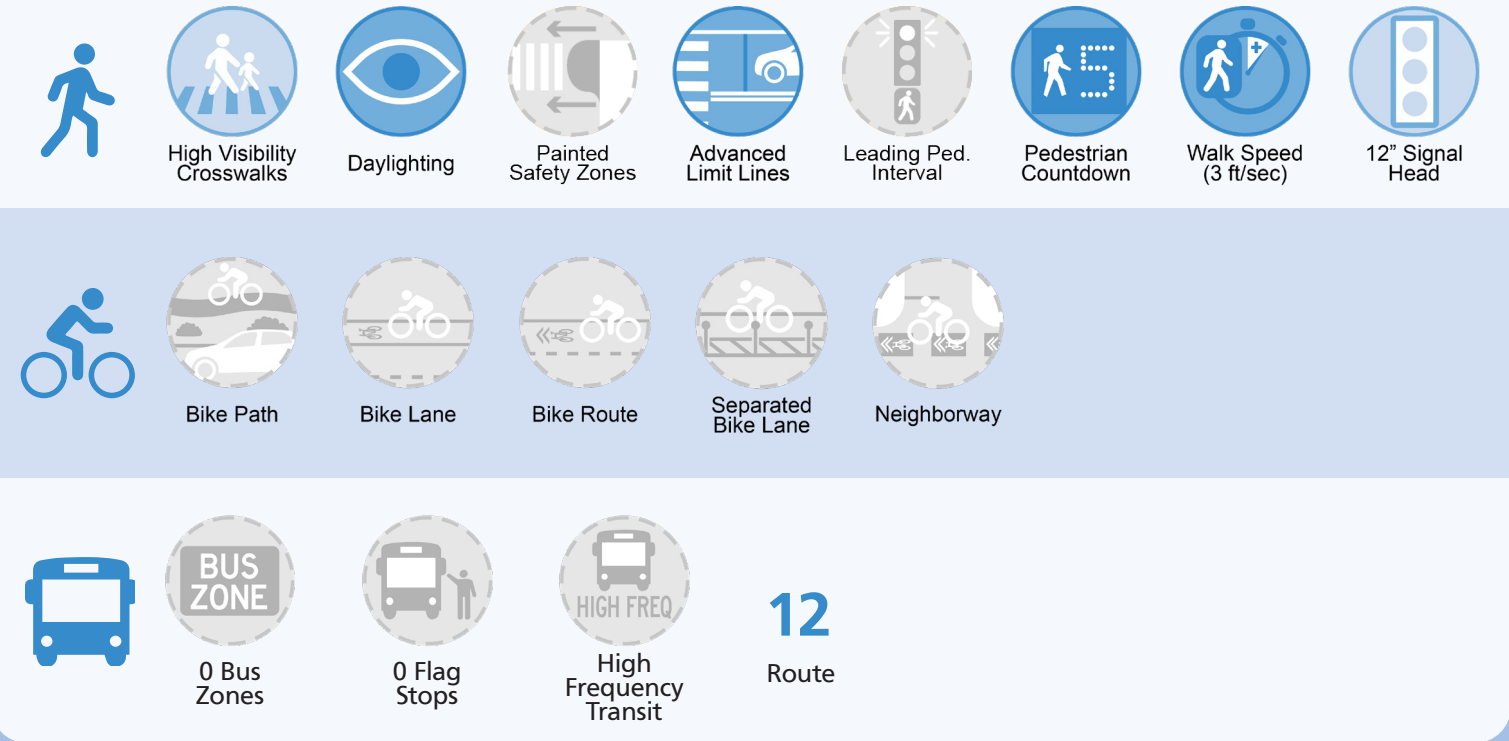 High Visibility
Crosswalks
Daylighting
Painted
Safety Zones
Advanced
Limit Lines
Leading Ped.
Interval
5
Pedestrian
Countdown
Walk Speed
(3 ft/sec)
12” Signal
Head
Bike Path
Bike Lane
Bike Route
Separated
Bike Lane
Neighborway
BUS
ZONE
0 Bus
Zones
0 Flag
Stops
HIGH FREQ
High
Frequency
Transit
12
Route